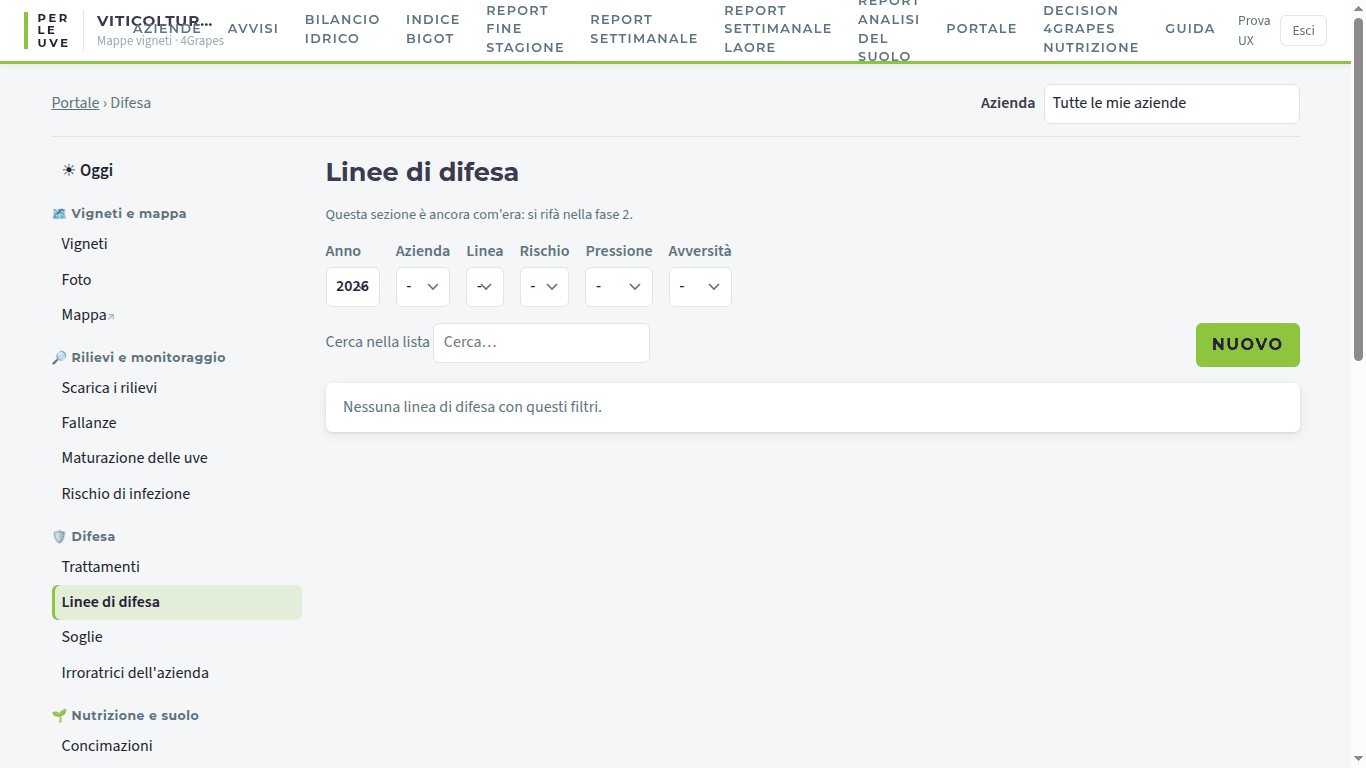 PER
LE
UVE
VITICOLTUR...
Mappe vigneti · 4Grapes
AZIENDE
AVVISI
BILANCIO
IDRICO
INDICE
BIGOT
REPORT
FINE
STAGIONE
REPORT
SETTIMANALE
REPORT
SETTIMANALE
LAORE
REPORT
ANALISI
DEL
SUOLO
PORTALE
DECISION
4GRAPES
NUTRIZIONE
GUIDA
Prova
UX
Esci
Portale › Difesa
Azienda Tutte le mie aziende
☀ Oggi
🗺️ Vigneti e mappa
Vigneti
Foto
Mappa↗
🔎 Rilievi e monitoraggio
Scarica i rilievi
Fallanze
Maturazione delle uve
Rischio di infezione
🛡️ Difesa
Trattamenti
Linee di difesa
Soglie
Irroratrici dell'azienda
🌱 Nutrizione e suolo
Concimazioni
Linee di difesa
Questa sezione è ancora com'era: si rifà nella fase 2.
Anno Azienda Linea Rischio Pressione Avversità
2026 - - - - -
Cerca nella lista Cerca…
NUOVO
Nessuna linea di difesa con questi filtri.